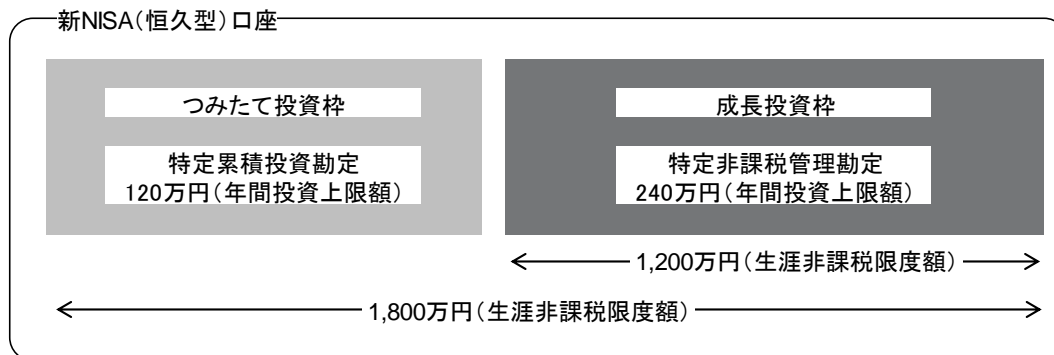 新NISA(恒久型)口座
つみたて投資枠
特定累積投資勘定
120万円(年間投資上限額)
成長投資枠
特定非課税管理勘定
240万円(年間投資上限額)
1,200万円(生涯非課税限度額)
1,800万円(生涯非課税限度額)